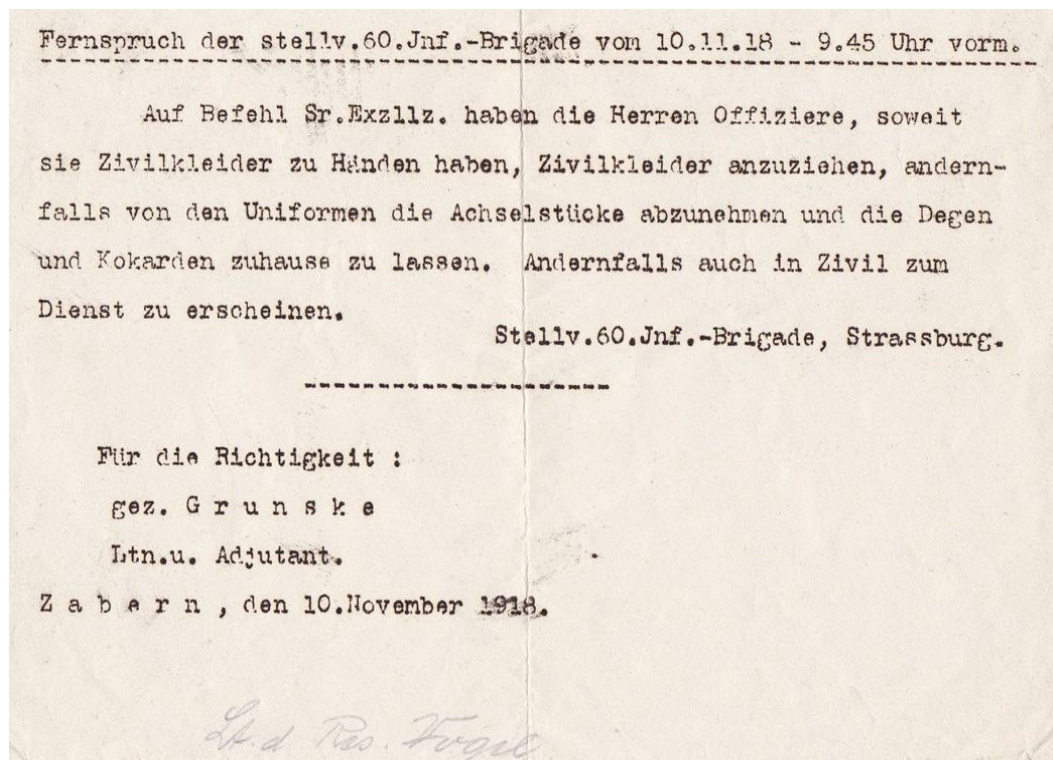 Fernspruch der stellv.60.Jnf.-Brigade vom 10.11.18 - 9.45 Uhr vorm.
Auf Befehl Sr.Exzllz. haben die Herren Offiziere, soweit
sie Zivilkleider zu Händen haben, Zivilkleider anzuziehen, andern-
falls von den Uniformen die Achselstücke abzunehmen und die Degen
und Kokarden zuhause zu lassen. Andernfalls auch in Zivil zum
Dienst zu erscheinen.
Stellv.60.Jnf.-Brigade, Strassburg.
Für die Richtigkeit :
gez. G r u n s k e
Ltn.u. Adjutant.
Z a b e r n , den 10.November 1918.
Lt. d Res. Vogel